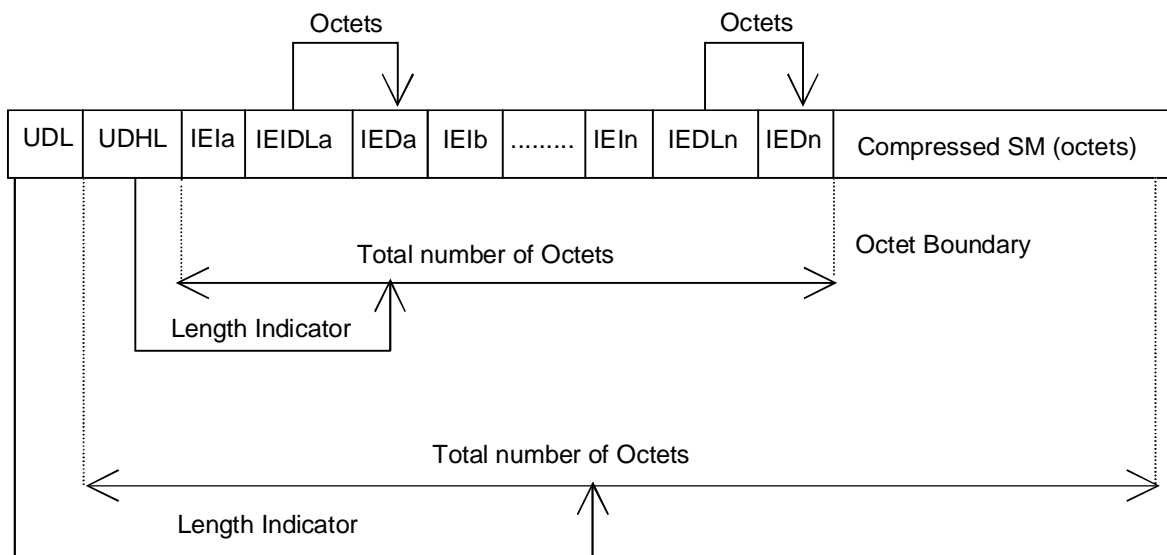 Octets Octets
UDL UDHL IEIa IEIDLa IEDa IEIb ......... IEIn IEDLn IEDn Compressed SM (octets)
Total number of Octets Octet Boundary
Length Indicator
Total number of Octets
Length Indicator